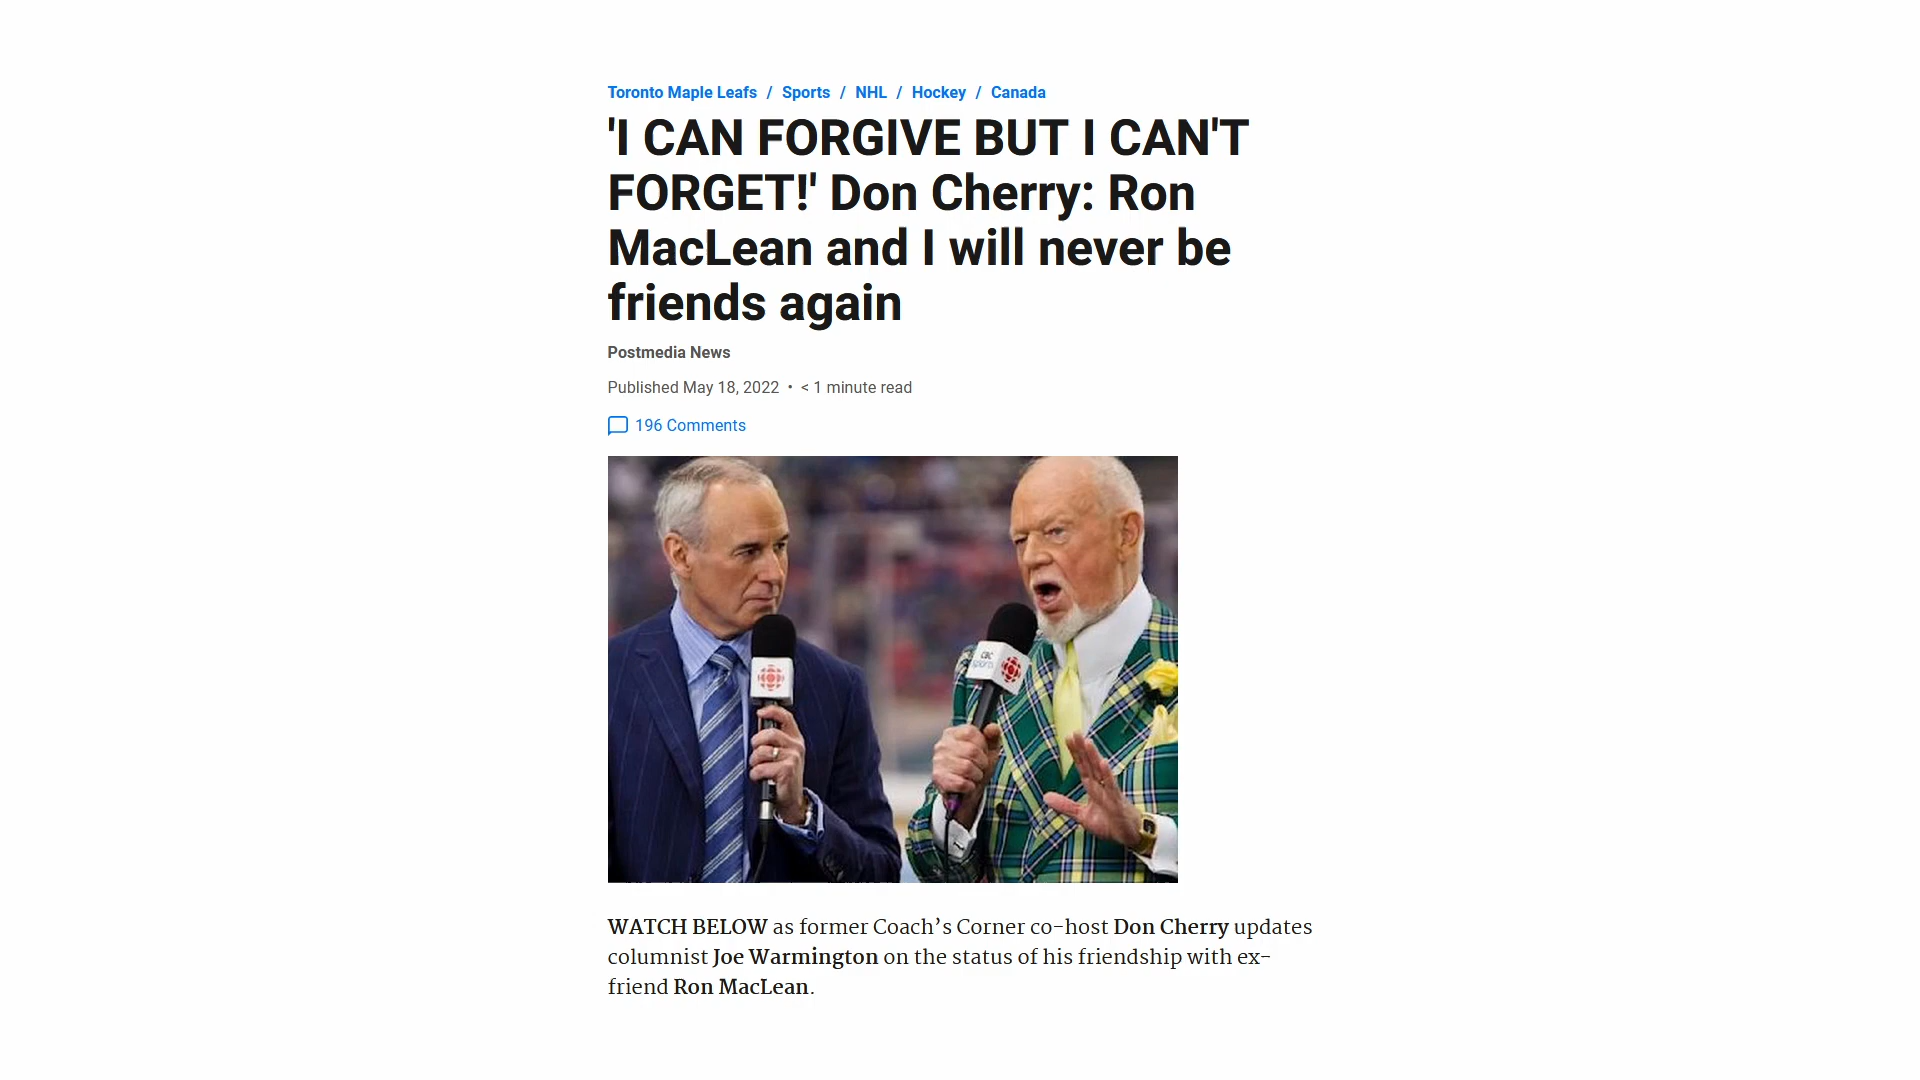 Toronto Maple Leafs / Sports / NHL / Hockey / Canada
'I CAN FORGIVE BUT I CAN'T
FORGET!' Don Cherry: Ron
MacLean and I will never be
friends again
Postmedia News
Published May 18, 2022 • < 1 minute read
196 Comments
CBC
sports
WATCH BELOW as former Coach’s Corner co-host Don Cherry updates
columnist Joe Warmington on the status of his friendship with ex-
friend Ron MacLean.